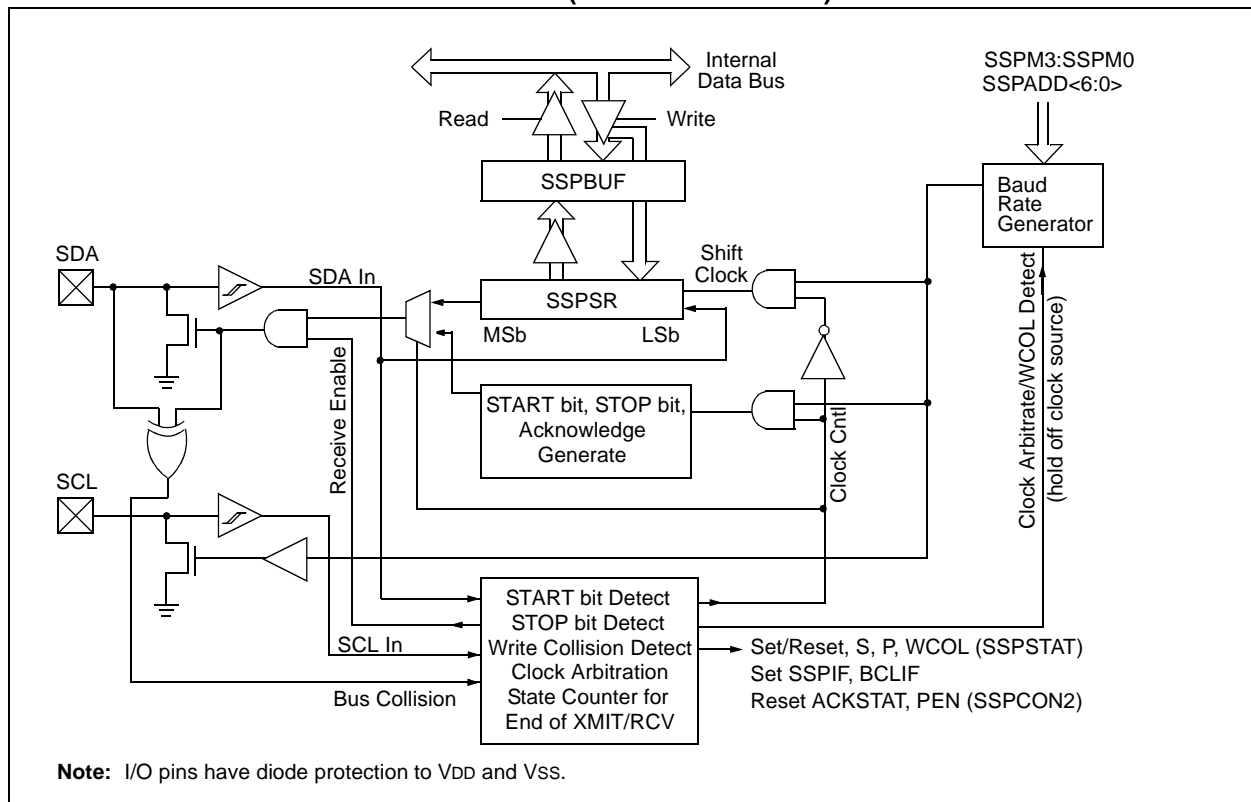 Internal
Data Bus
SSPM3:SSPM0
SSPADD<6:0>
Read
Write
SSPBUF
Baud
Rate
Generator
SDA
SDA In
Shift
Clock
SSPSR
MSb
LSb
START bit, STOP bit,
Acknowledge
Generate
Receive Enable
Clock Cntl
Clock Arbitrate/WCOL Detect
(hold off clock source)
SCL
SCL In
Bus Collision
START bit Detect
STOP bit Detect
Write Collision Detect
Clock Arbitration
State Counter for
End of XMIT/RCV
Set/Reset, S, P, WCOL (SSPSTAT)
Set SSPIF, BCLIF
Reset ACKSTAT, PEN (SSPCON2)
Note: I/O pins have diode protection to VDD and VSS.